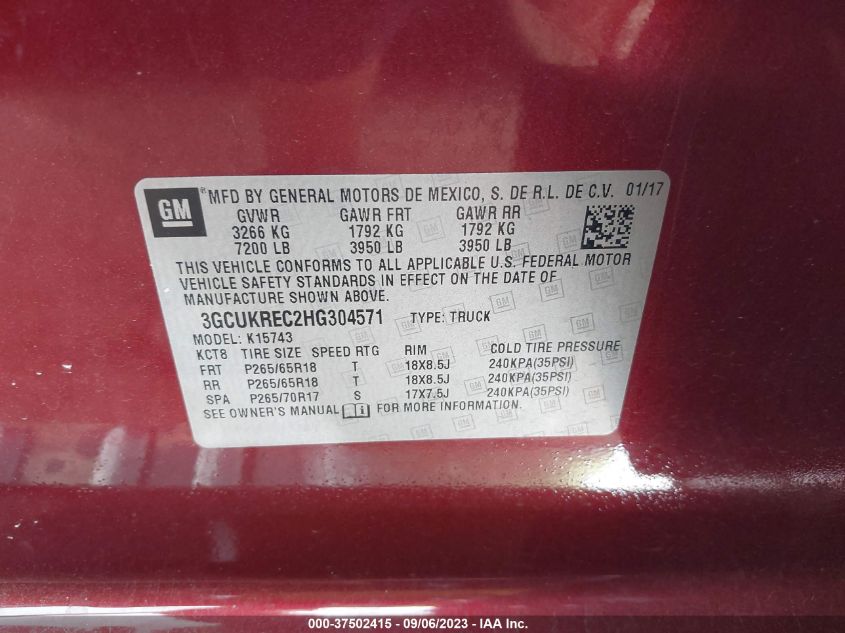 GM ® MFD BY GENERAL MOTORS DE MEXICO, S. DE R.L. DE C.V. 01/17
GVWR GAWR FRT GAWR RR
3266 KG 1792 KG 1792 KG
7200 LB 3950 LB 3950 LB
THIS VEHICLE CONFORMS TO ALL APPLICABLE U.S. FEDERAL MOTOR
VEHICLE SAFETY STANDARDS IN EFFECT ON THE DATE OF
MANUFACTURE SHOWN ABOVE.
3GCUKREC2HG304571 TYPE: TRUCK
MODEL: K15743
KCT8 TIRE SIZE SPEED RTG RIM COLD TIRE PRESSURE
FRT P265/65R18 T 18X8.5J 240KPA(35PSI)
RR P265/65R18 T 18X8.5J 240KPA(35PSI)
SPA P265/70R17 S 17X7.5J 240KPA(35PSI)
SEE OWNER'S MANUAL FOR MORE INFORMATION.
000-37502415 - 09/06/2023 - IAA Inc.